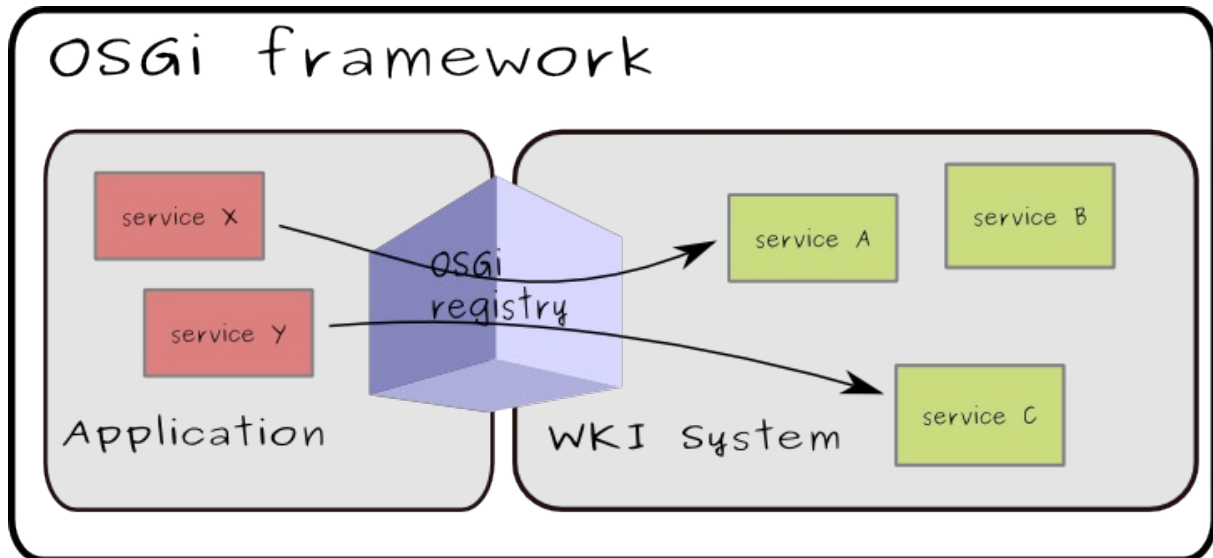 OSGi framework
service X
service Y
Application
OSGi
registry
service A
service B
service C
WKI System